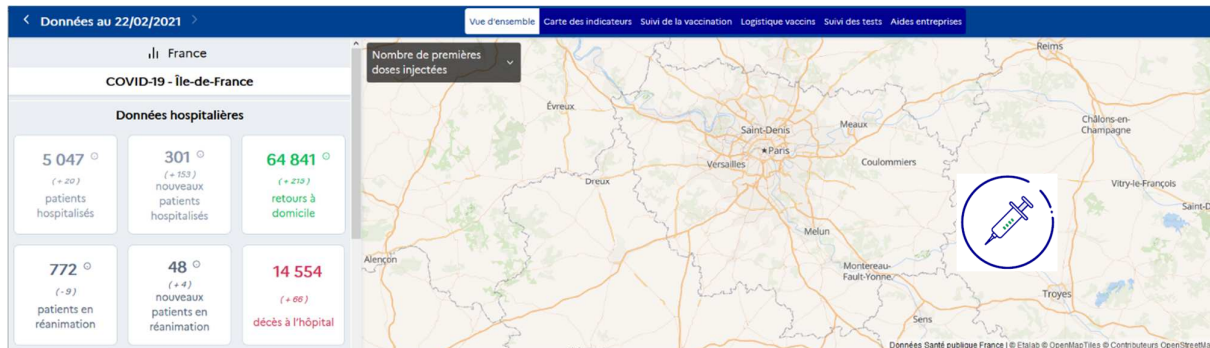 Données au 22/02/2021
Vue d'ensemble
Carte des indicateurs
Suivi de la vaccination
Logistique vaccins
Suivi des tests
Aides entreprises
France
COVID-19 - Île-de-France
Données hospitalières
5 047
(+ 20)
patients
hospitalisés
301
(+ 153)
nouveaux
patients
hospitalisés
64 841
(+ 213)
retours à
domicile
772
(- 9)
patients en
réanimation
48
(+ 4)
nouveaux
patients en
réanimation
14 554
(+ 66)
décès à l'hôpital
Nombre de premières
doses injectées
Reims
Évreux
Saint-Denis
Meaux
Châlons-en-
Champagne
Paris
Versailles
Coulommiers
Dreux
Vitry-le-François
Saint-D
Melun
Alençon
Montereau-
Fault-Yonne
Troyes
Sens
Données Santé publique France | © Etalab © OpenMapTiles © Contributeurs OpenStreetMa